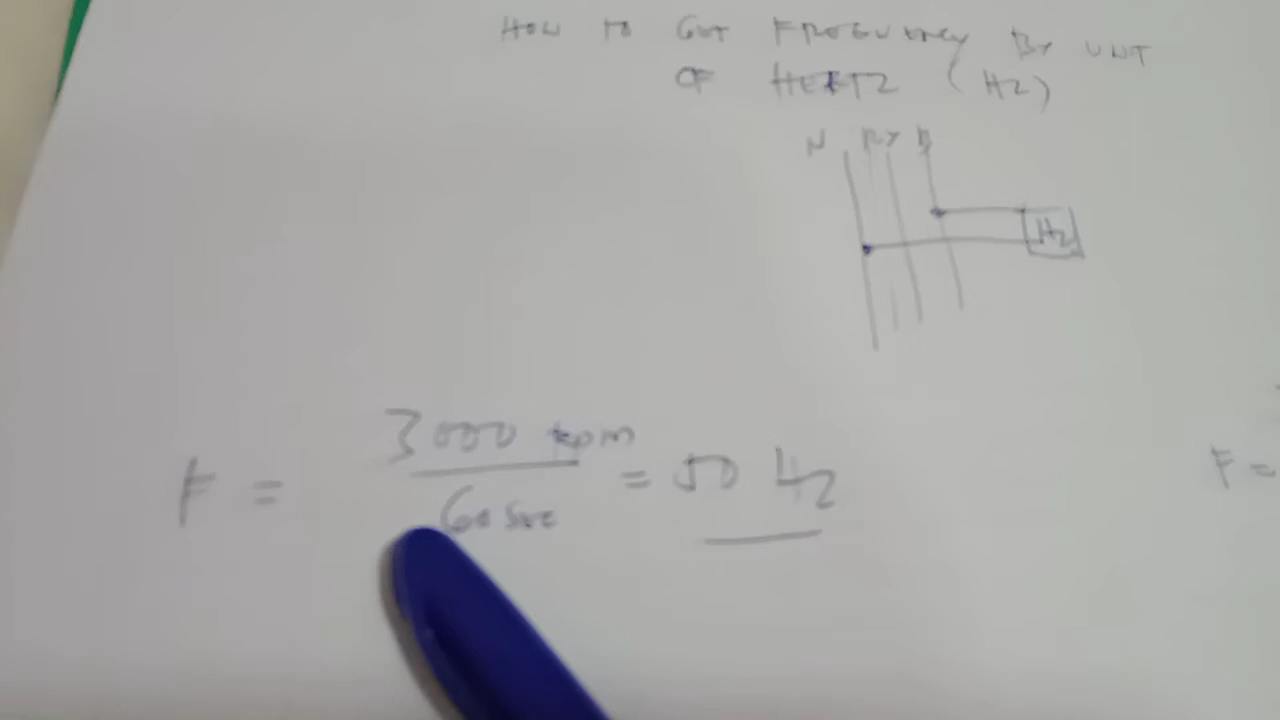 HOW TO GET FREQUENCY BY UNIT
OF HERTZ (HZ)
N R Y B
HZ
F = 3000 rpm / 60 sec = 50 Hz
F =